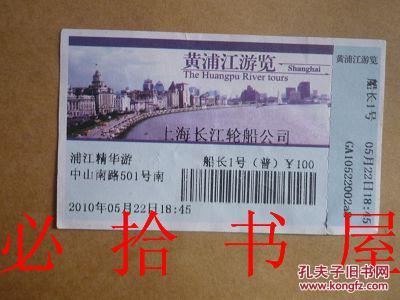 黄浦江游览
Shanghai
The Huangpu River tours
上海长江轮船公司
浦江精华游
船长1号（普）¥100
中山南路501号南
2010年05月22日18:45
黄浦江游览
船长1号
05月22日18:45
必拾书屋
孔夫子旧书网
www.kongfz.com